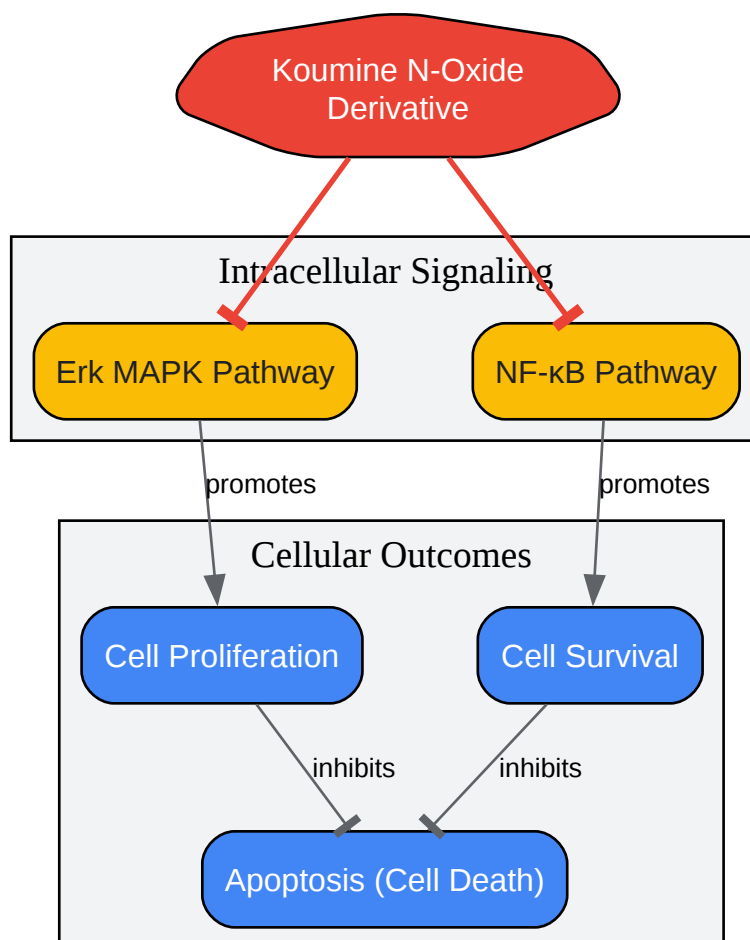 Koumine N-Oxide
Derivative
Intracellular Signaling
Erk MAPK Pathway
NF-κB Pathway
promotes
promotes
Cellular Outcomes
Cell Proliferation
Cell Survival
inhibits
inhibits
Apoptosis (Cell Death)